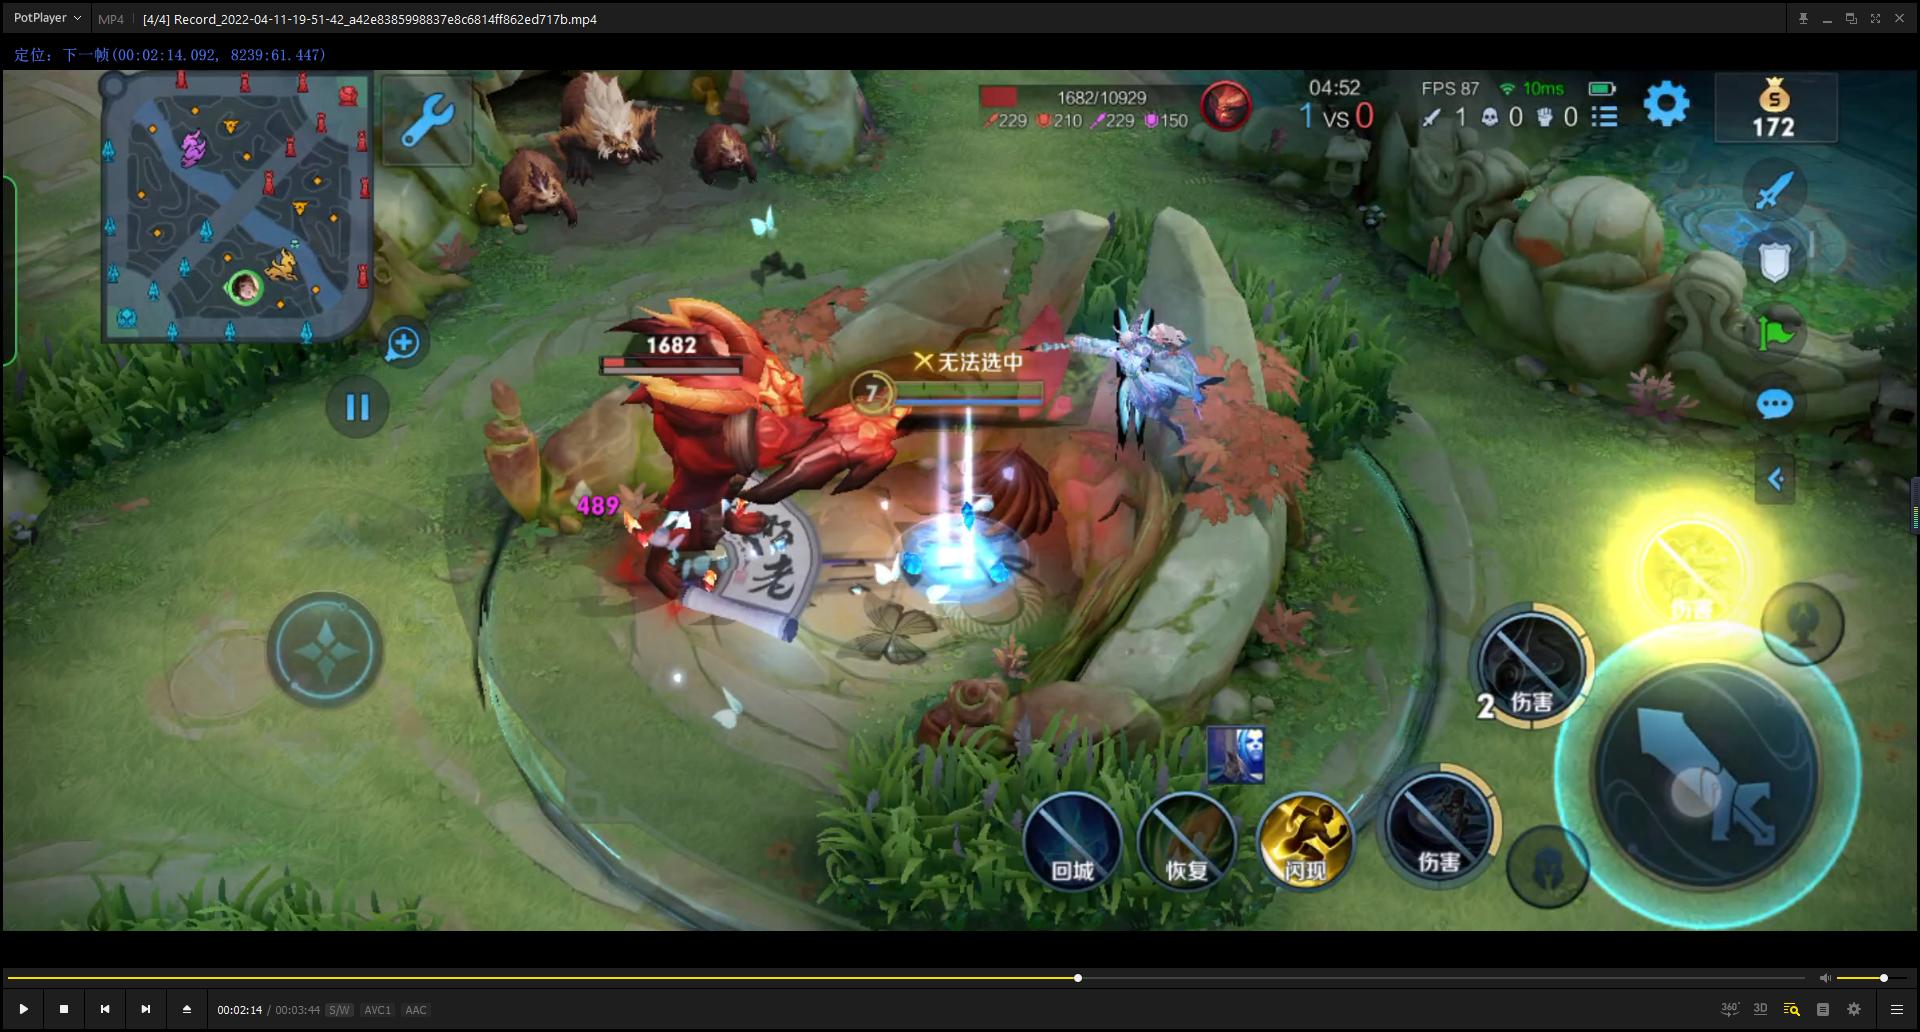 PotPlayer MP4 [4/4] Record_2022-04-11-19-51-42_a42e8385998837e8c6814ff862ed717b.mp4
定位: 下一帧(00:02:14.092, 8239:61.447)
1682/10929
229 210 229 150
04:52
1 VS 0
FPS 87 10ms
1 0 0
172
1682
无法选中
7
489
老
伤害
2 伤害
伤害
回城
恢复
闪现
00:02:14 / 00:03:44 S/W AVC1 AAC
360° 3D